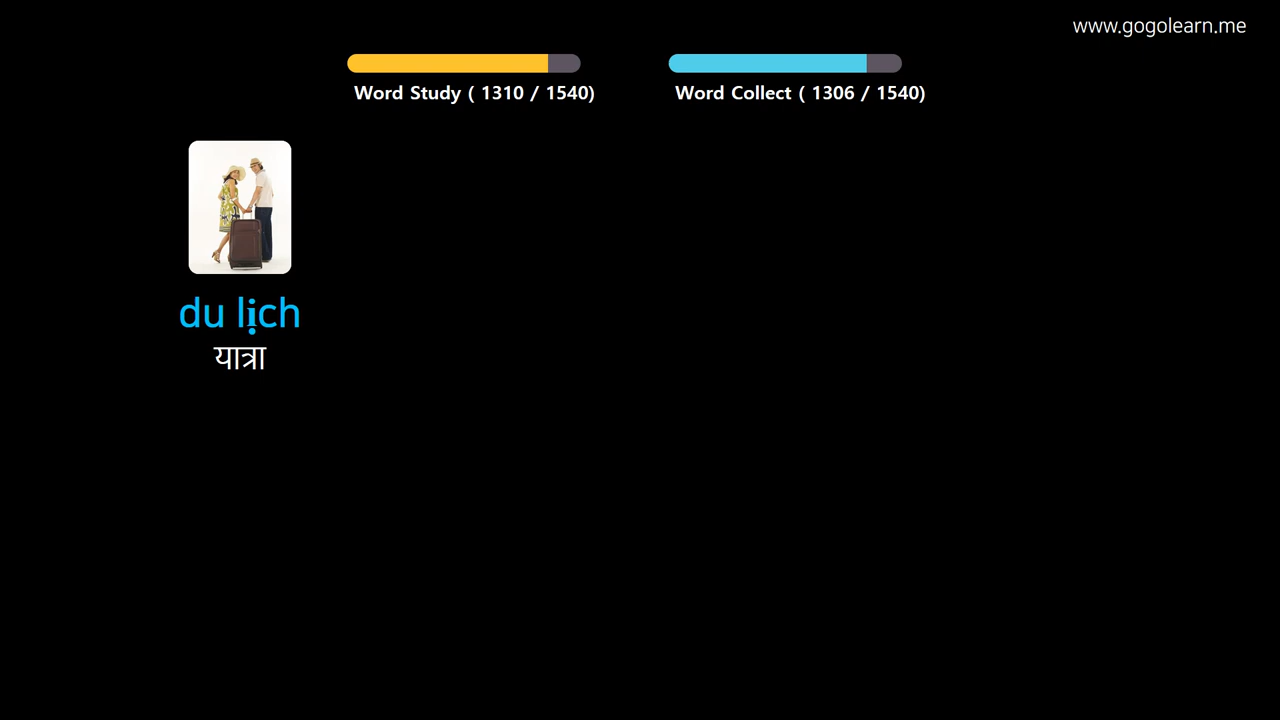 www.gogolearn.me
Word Study ( 1310 / 1540)
Word Collect ( 1306 / 1540)
du lịch
यात्रा